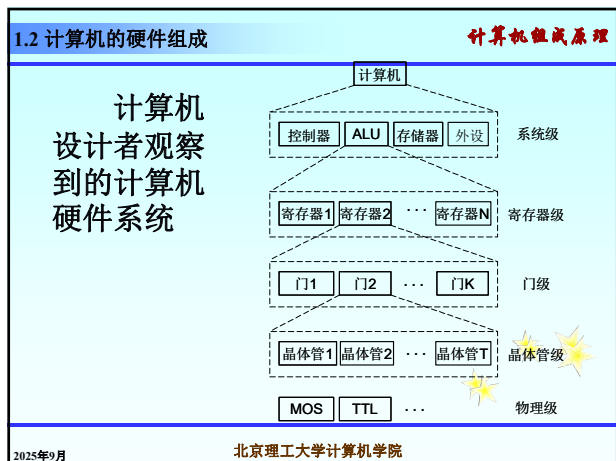 1.2 计算机的硬件组成
计算机组成原理
计算机
设计者观察
到的计算机
硬件系统
计算机
控制器 ALU 存储器 外设 系统级
寄存器1 寄存器2 ··· 寄存器N 寄存器级
门1 门2 ··· 门K 门级
晶体管1 晶体管2 ··· 晶体管T 晶体管级
MOS TTL ··· 物理级
2025年9月
北京理工大学计算机学院